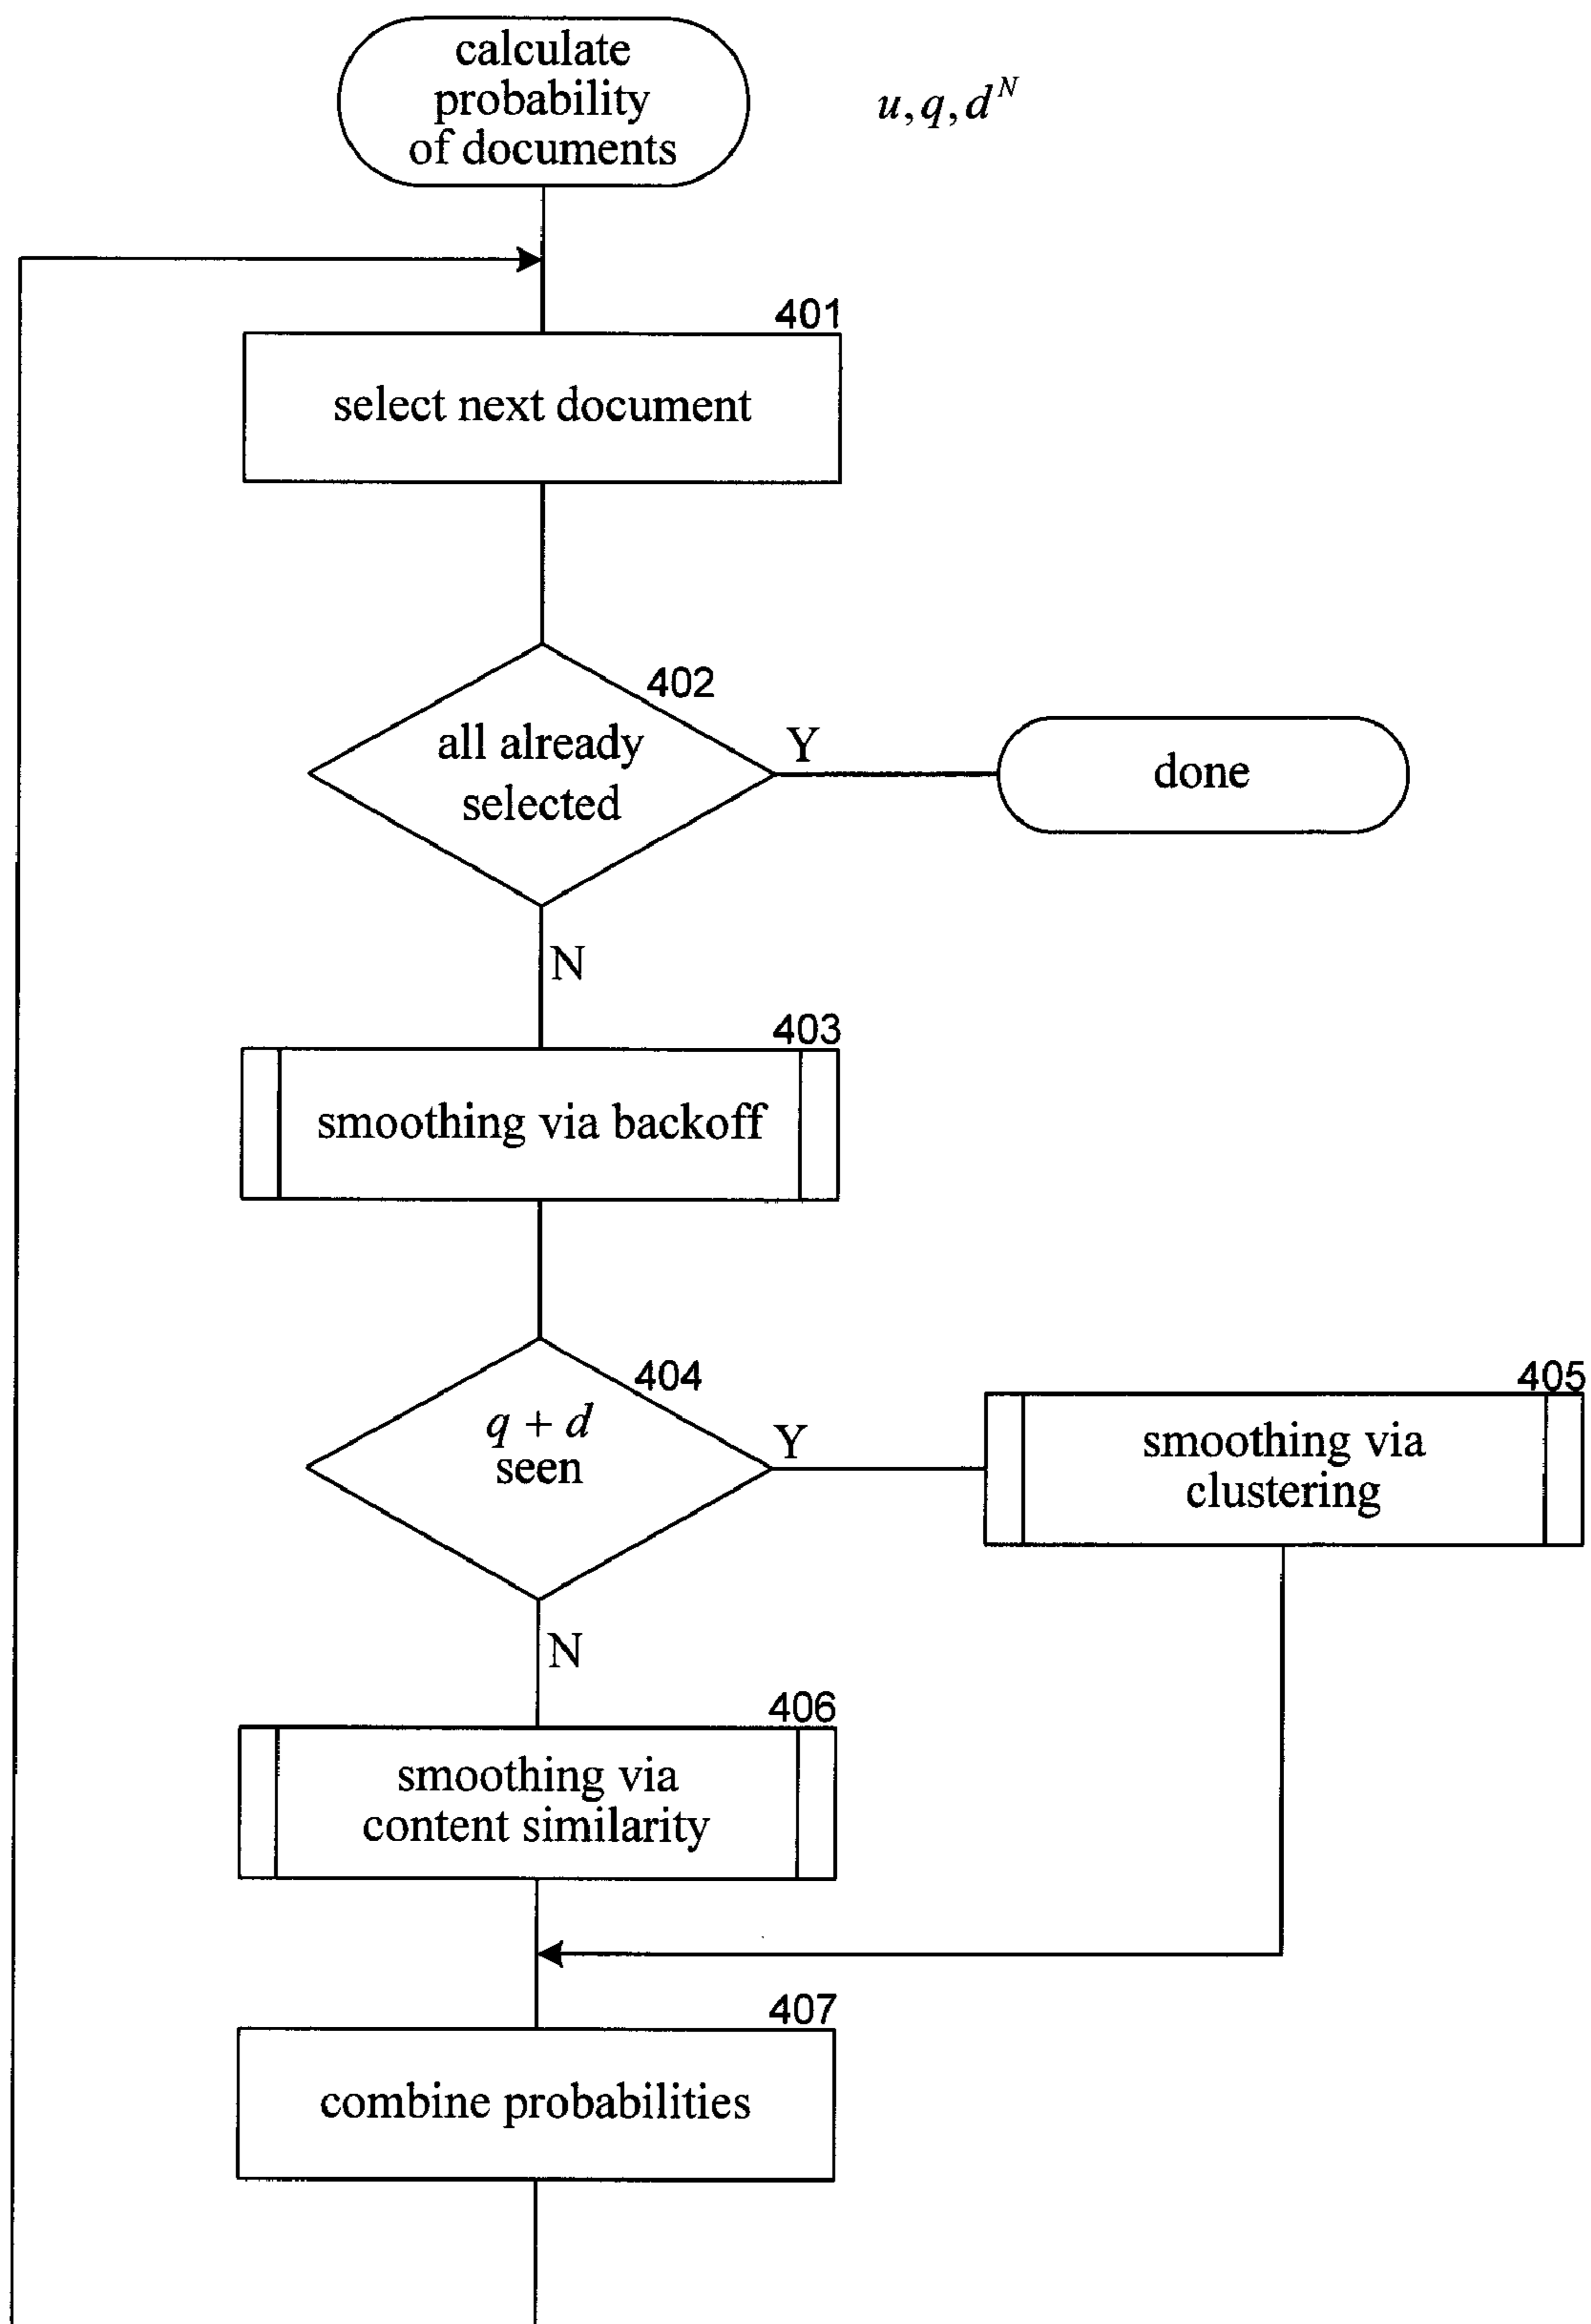 calculate
probability
of documents
u, q, d^N
401
select next document
402
all already
selected
Y
done
N
403
smoothing via backoff
404
q + d
seen
Y
405
smoothing via
clustering
N
406
smoothing via
content similarity
407
combine probabilities